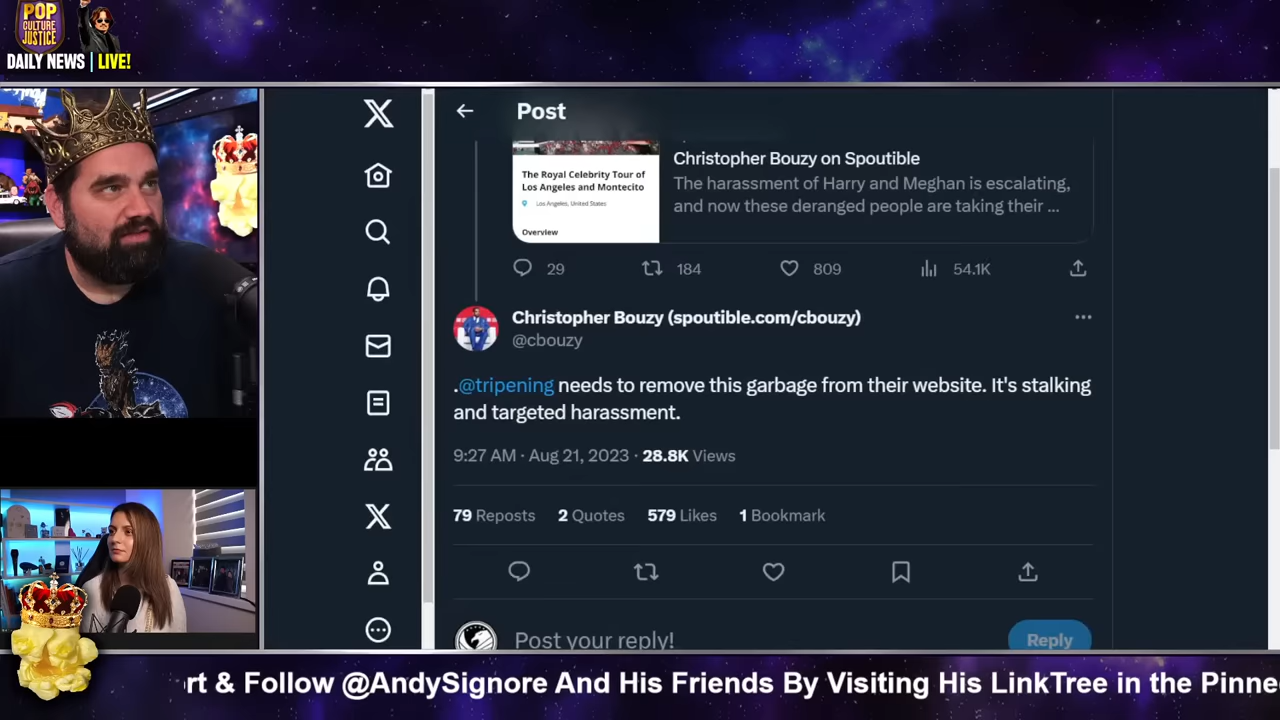 POP
CULTURE
JUSTICE
DAILY NEWS | LIVE!
Post
The Royal Celebrity Tour of
Los Angeles and Montecito
Los Angeles, United States
Overview
Christopher Bouzy on Spoutible
The harassment of Harry and Meghan is escalating,
and now these deranged people are taking their ...
29 184 809 54.1K
Christopher Bouzy (spoutible.com/cbouzy)
@cbouzy
.@tripening needs to remove this garbage from their website. It's stalking
and targeted harassment.
9:27 AM · Aug 21, 2023 · 28.8K Views
79 Reposts 2 Quotes 579 Likes 1 Bookmark
Post your reply!
Reply
rt & Follow @AndySignore And His Friends By Visiting His LinkTree in the Pinne